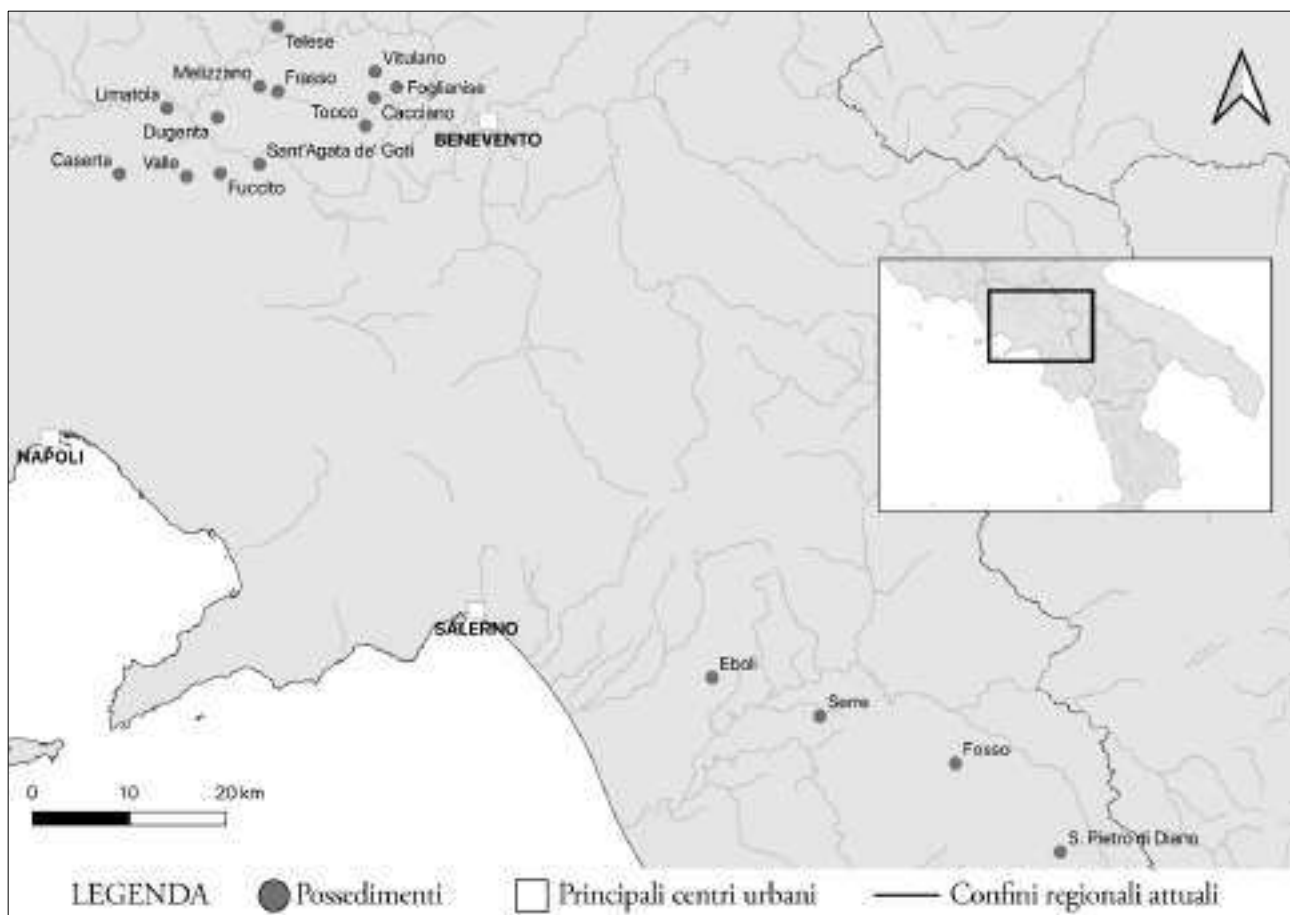 Telese
Vitulano
Melizzano
Frasso
Foglianise
Limatola
Tocco
Cacciano
Dugenta
BENEVENTO
Sant'Agata de' Goti
Caserta
Valle
Fuccito
NAPOLI
SALERNO
Eboli
Serre
Fosso
S. Pietro di Diano
0 10 20 km
LEGENDA Possedimenti Principali centri urbani Confini regionali attuali